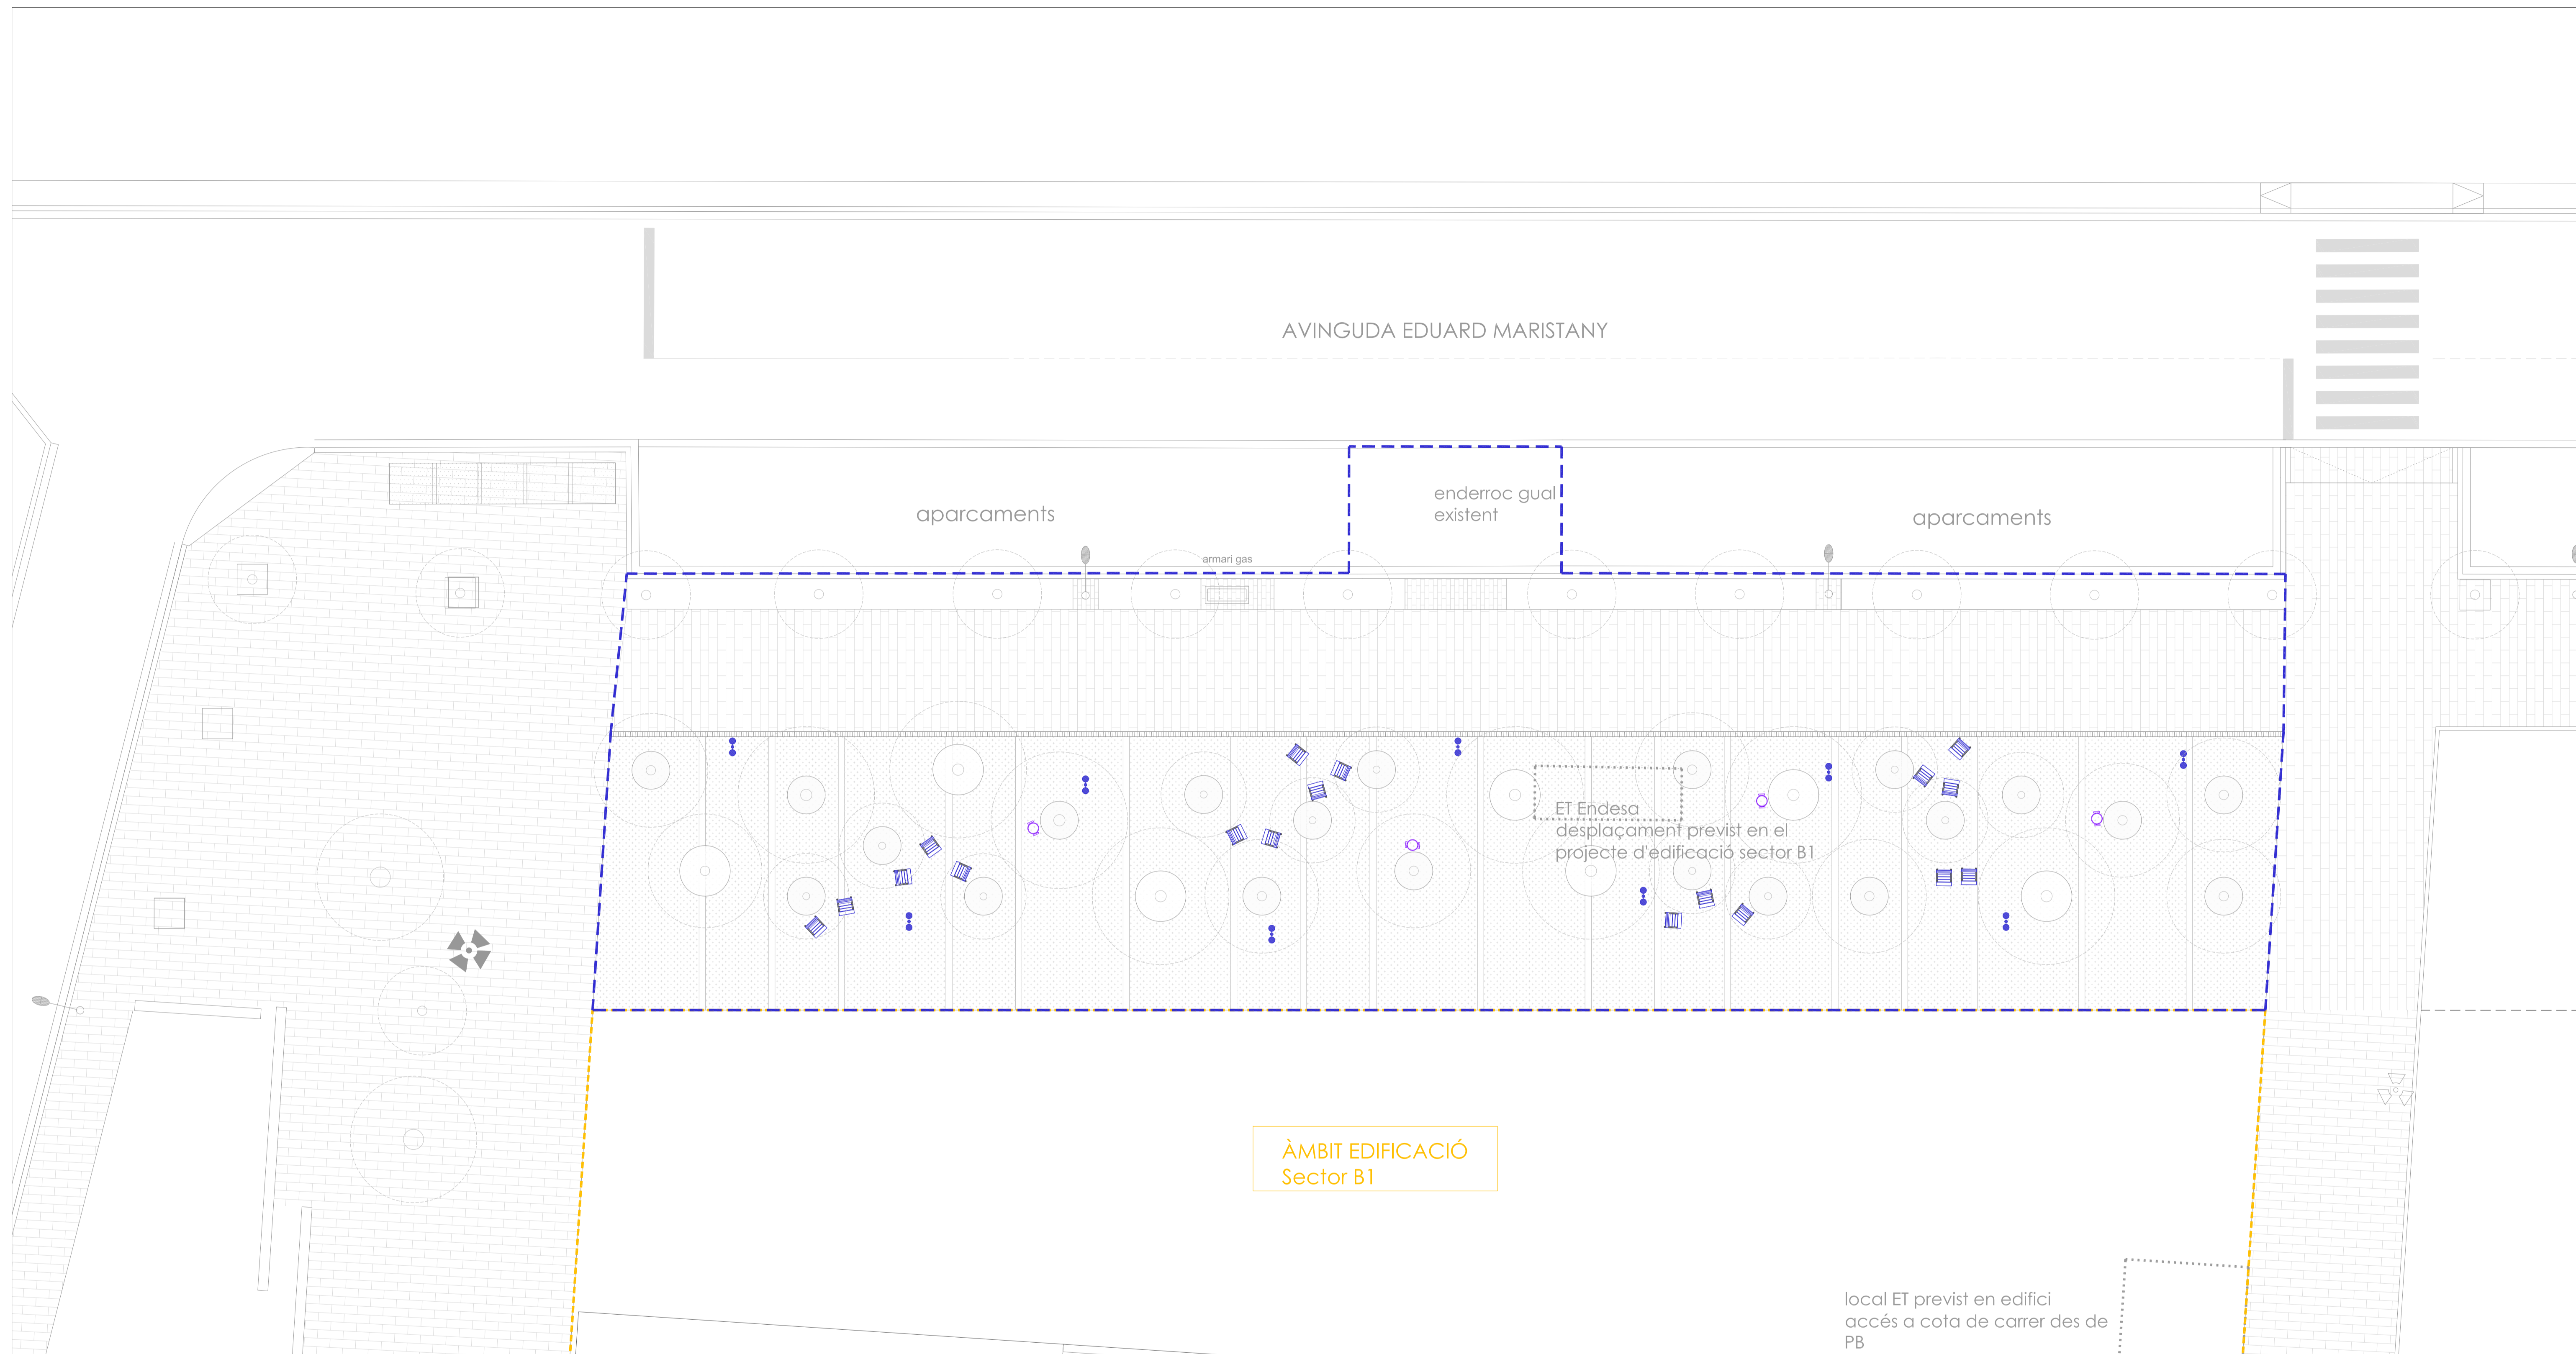 AVINGUDA EDUARD MARISTANY
enderroc gual
existent
aparcaments
aparcaments
armari gas
ET Endesa
desplaçament previst en el
projecte d'edificació sector B1
ÀMBIT EDIFICACIÓ
Sector B1
local ET previst en edifici
accés a cota de carrer des de
PB